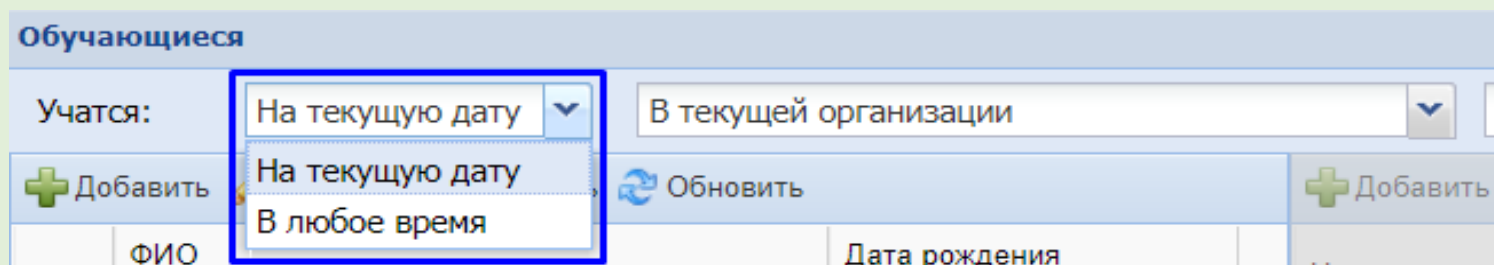 Обучающиеся
Учатся: На текущую дату В текущей организации
На текущую дату
Добавить Обновить Добавить
В любое время
ФИО Дата рождения